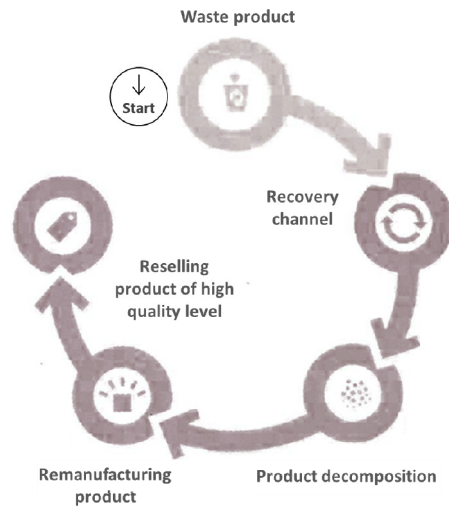 Waste product
Start
Recovery
channel
Reselling
product of high
quality level
Remanufacturing
product
Product decomposition